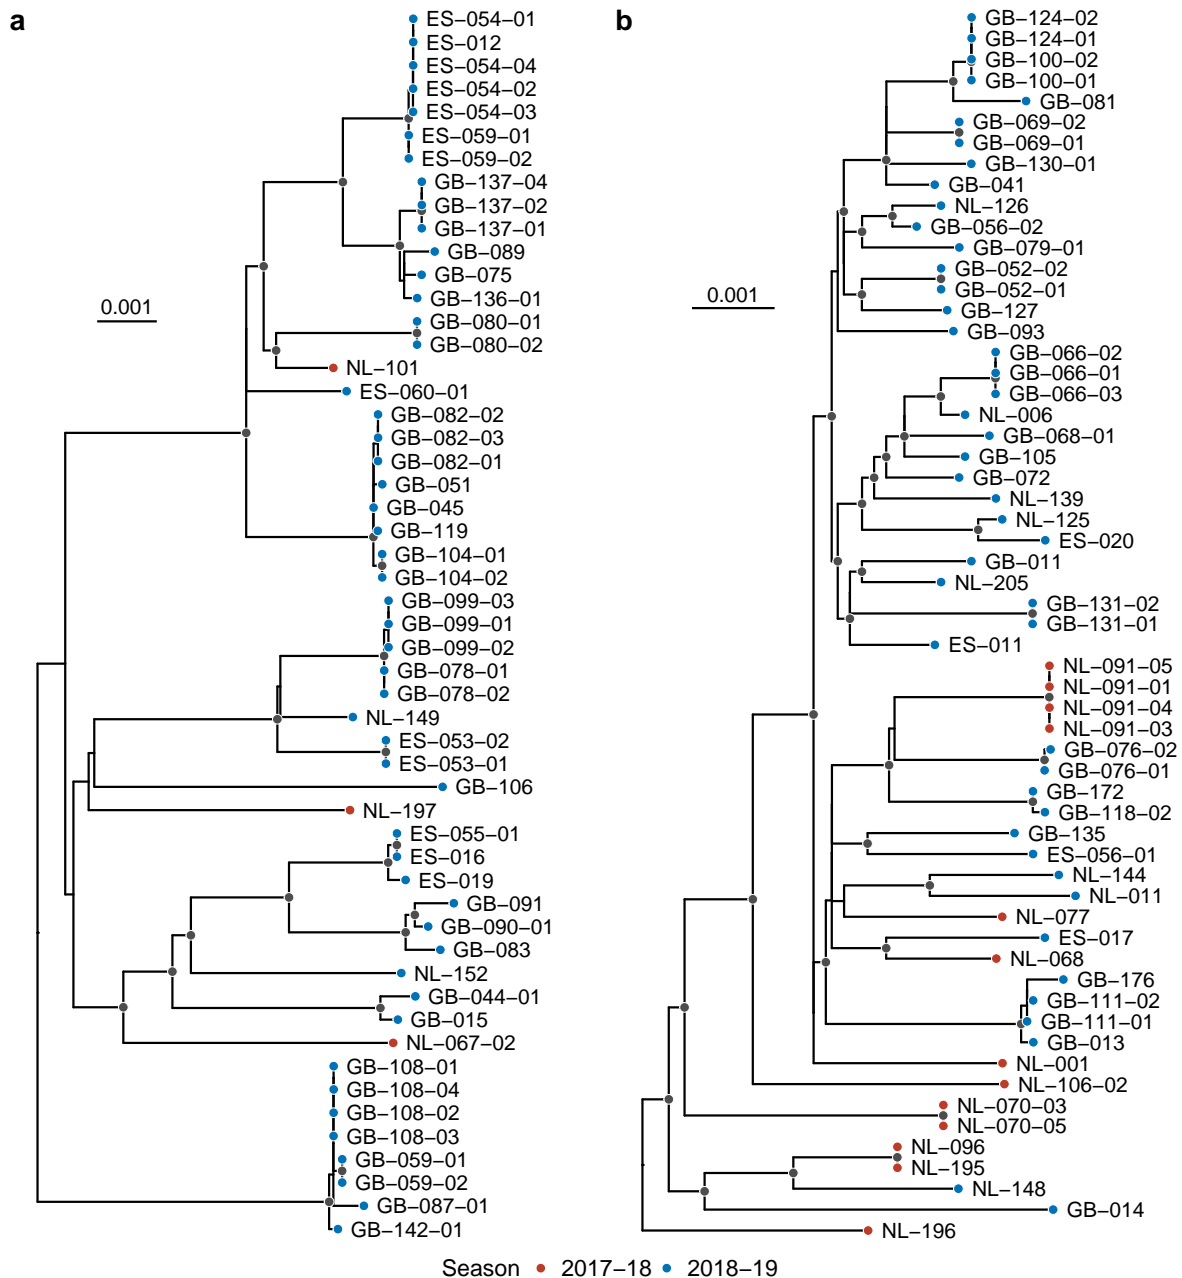 a
ES−054−01
ES−012
ES−054−04
ES−054−02
ES−054−03
ES−059−01
ES−059−02
GB−137−04
GB−137−02
GB−137−01
GB−089
GB−075
GB−136−01
0.001
GB−080−01
GB−080−02
NL−101
ES−060−01
GB−082−02
GB−082−03
GB−082−01
GB−051
GB−045
GB−119
GB−104−01
GB−104−02
GB−099−03
GB−099−01
GB−099−02
GB−078−01
GB−078−02
NL−149
ES−053−02
ES−053−01
GB−106
NL−197
ES−055−01
ES−016
ES−019
GB−091
GB−090−01
GB−083
NL−152
GB−044−01
GB−015
NL−067−02
GB−108−01
GB−108−04
GB−108−02
GB−108−03
GB−059−01
GB−059−02
GB−087−01
GB−142−01
b
GB−124−02
GB−124−01
GB−100−02
GB−100−01
GB−081
GB−069−02
GB−069−01
GB−130−01
GB−041
NL−126
GB−056−02
GB−079−01
GB−052−02
GB−052−01
0.001
GB−127
GB−093
GB−066−02
GB−066−01
GB−066−03
NL−006
GB−068−01
GB−105
GB−072
NL−139
NL−125
ES−020
GB−011
NL−205
GB−131−02
GB−131−01
ES−011
NL−091−05
NL−091−01
NL−091−04
NL−091−03
GB−076−02
GB−076−01
GB−172
GB−118−02
GB−135
ES−056−01
NL−144
NL−011
NL−077
ES−017
NL−068
GB−176
GB−111−02
GB−111−01
GB−013
NL−001
NL−106−02
NL−070−03
NL−070−05
NL−096
NL−195
NL−148
GB−014
NL−196
Season 2017−18 2018−19